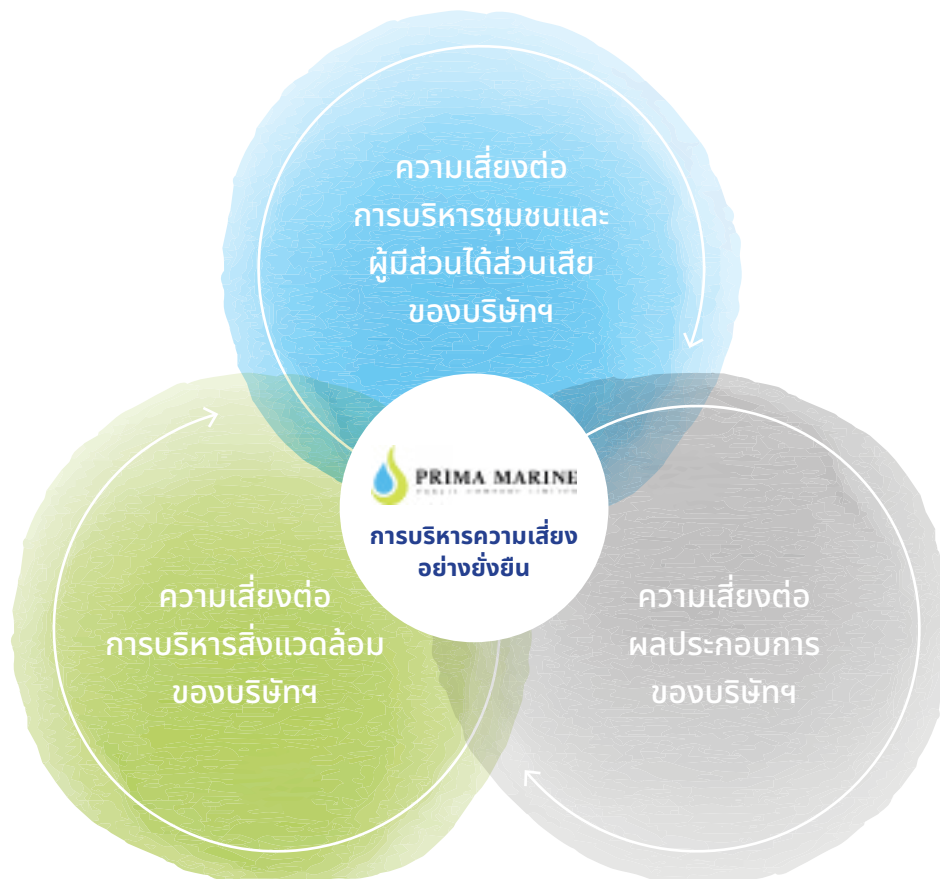 ความเสี่ยงต่อ
การบริหารชุมชนและ
ผู้มีส่วนได้ส่วนเสีย
ของบริษัทฯ
PRIMA MARINE
PUBLIC COMPANY LIMITED
การบริหารความเสี่ยง
อย่างยั่งยืน
ความเสี่ยงต่อ
การบริหารสิ่งแวดล้อม
ของบริษัทฯ
ความเสี่ยงต่อ
ผลประกอบการ
ของบริษัทฯ